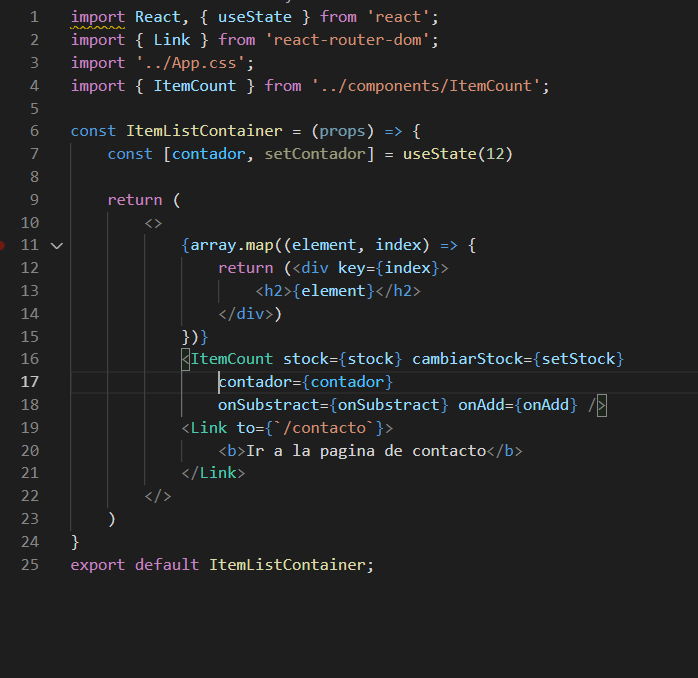 1 import React, { useState } from 'react';
2 import { Link } from 'react-router-dom';
3 import '../App.css';
4 import { ItemCount } from '../components/ItemCount';
5
6 const ItemListContainer = (props) => {
7 const [contador, setContador] = useState(12)
8
9 return (
10 <>
11 {array.map((element, index) => {
12 return (<div key={index}>
13 <h2>{element}</h2>
14 </div>)
15 })}
16 <ItemCount stock={stock} cambiarStock={setStock}
17 contador={contador}
18 onSubstract={onSubstract} onAdd={onAdd} />
19 <Link to={`/contacto`}>
20 <b>Ir a la pagina de contacto</b>
21 </Link>
22 </>
23 )
24 }
25 export default ItemListContainer;